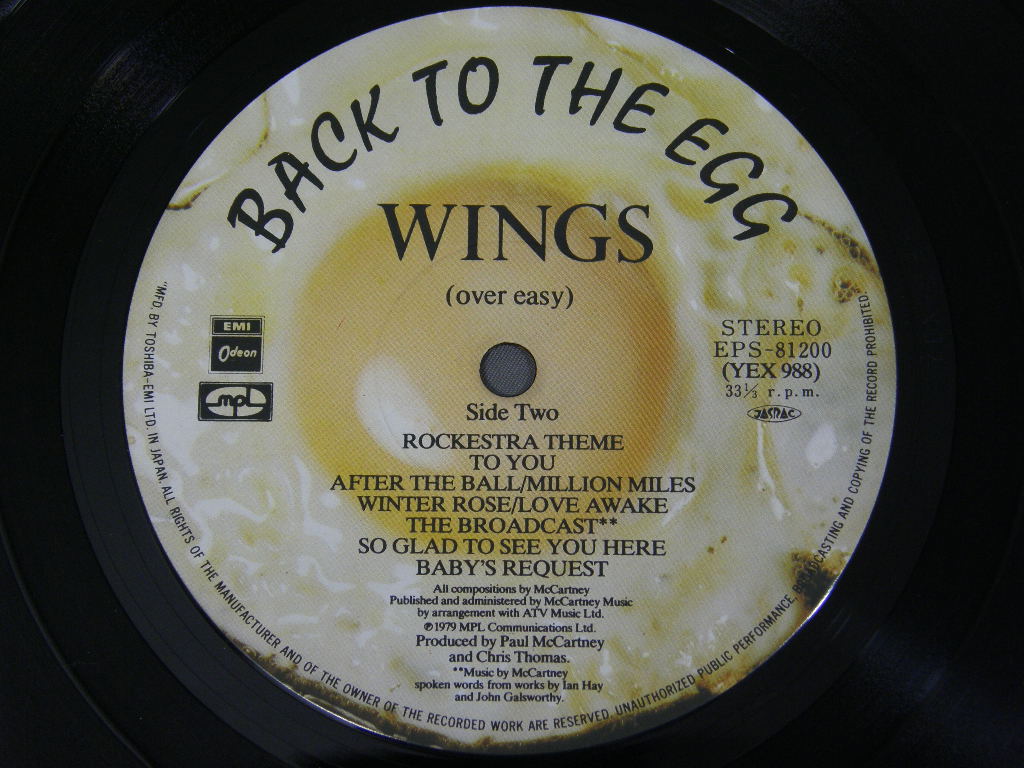 BACK TO THE EGG
WINGS
(over easy)
EMI
Odeon
mpl
STEREO
EPS-81200
(YEX 988)
33⅓ r.p.m.
JASRAC
Side Two
ROCKESTRA THEME
TO YOU
AFTER THE BALL/MILLION MILES
WINTER ROSE/LOVE AWAKE
THE BROADCAST**
SO GLAD TO SEE YOU HERE
BABY'S REQUEST
All compositions by McCartney
Published and administered by McCartney Music
by arrangement with ATV Music Ltd.
℗1979 MPL Communications Ltd.
Produced by Paul McCartney
and Chris Thomas.
**Music by McCartney
spoken words from works by Ian Hay
and John Galsworthy.
"MFD. BY TOSHIBA-EMI LTD. IN JAPAN. ALL RIGHTS OF THE MANUFACTURER AND OF THE OWNER OF THE RECORDED WORK ARE RESERVED. UNAUTHORIZED PUBLIC PERFORMANCE, BROADCASTING AND COPYING OF THE RECORD PROHIBITED.